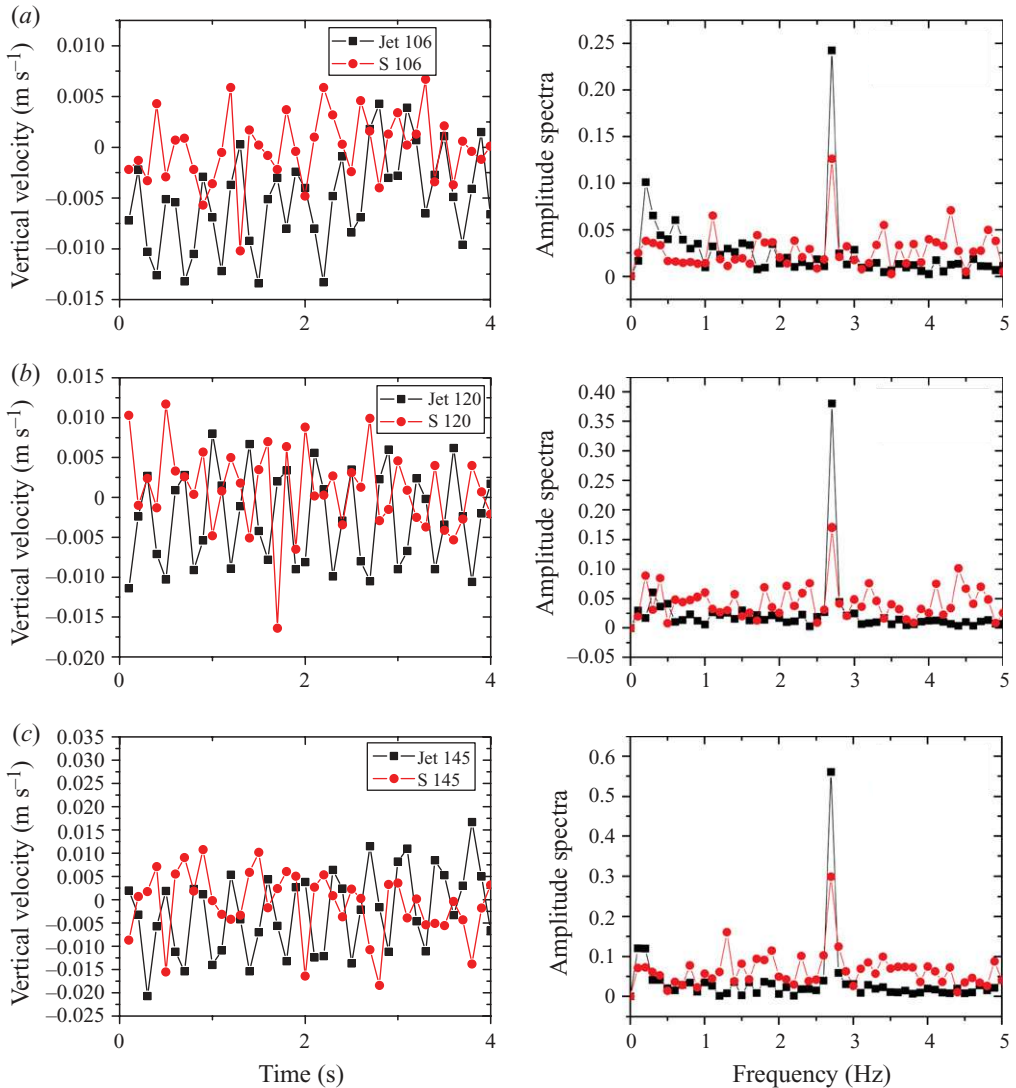 (a)
0.010
0.005
0
–0.005
–0.010
–0.015
Vertical velocity (m s⁻¹)
Jet 106
S 106
0 2 4
0.25
0.20
0.15
0.10
0.05
0
Amplitude spectra
0 1 2 3 4 5
(b)
0.015
0.010
0.005
0
–0.005
–0.010
–0.015
–0.020
Vertical velocity (m s⁻¹)
Jet 120
S 120
0 2 4
0.40
0.35
0.30
0.25
0.20
0.15
0.10
0.05
0
–0.05
Amplitude spectra
0 1 2 3 4 5
(c)
0.035
0.030
0.025
0.020
0.015
0.010
0.005
0.000
–0.005
–0.010
–0.015
–0.020
–0.025
Vertical velocity (m s⁻¹)
Jet 145
S 145
0 2 4
Time (s)
0.6
0.5
0.4
0.3
0.2
0.1
0
Amplitude spectra
0 1 2 3 4 5
Frequency (Hz)